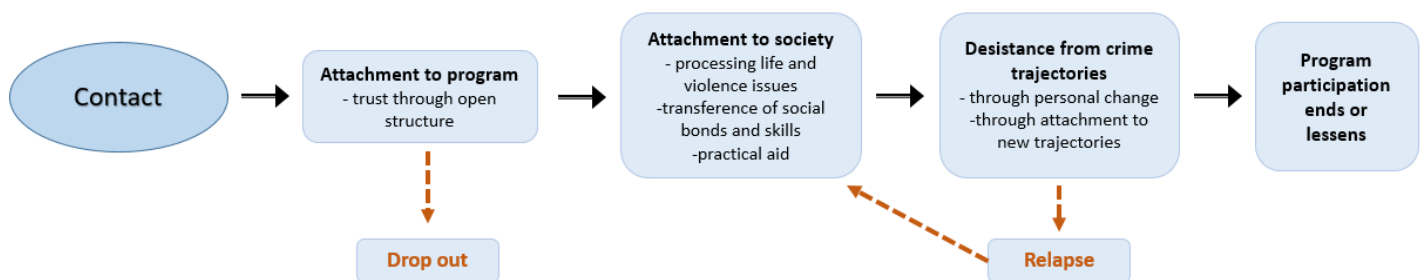 Contact
Attachment to program
- trust through open
structure
Attachment to society
- processing life and
violence issues
-transference of social
bonds and skills
-practical aid
Desistance from crime
trajectories
- through personal change
-through attachment to
new trajectories
Program
participation
ends or
lessens
Drop out
Relapse